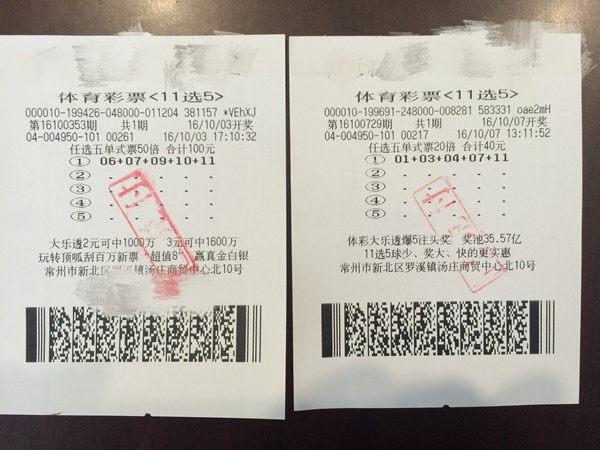 体育彩票<11选5>
000010-199426-048000-011204 381157 *VEhXJ
第16100353期 共1期 16/10/03开奖
04-004950-101 00261 16/10/03 17:10:32
任选五单式票50倍 合计100元
① 06+07+09+10+11
②
③
④
⑤
大乐透2元可中1000万 3元可中1600万
玩转顶呱刮百万新票 超值8" 赢真金白银
常州市新北区罗溪镇汤庄商贸中心北10号
体育彩票<11选5>
000010-199691-248000-008281 583331 oae2mH
第16100729期 共1期 16/10/07开奖
04-004950-101 00217 16/10/07 13:11:52
任选五单式票20倍 合计40元
① 01+03+04+07+11
②
③
④
⑤
体彩大乐透爆5注头奖 奖池35.57亿
11选5球少、奖大、快的更实惠
常州市新北区罗溪镇汤庄商贸中心北10号